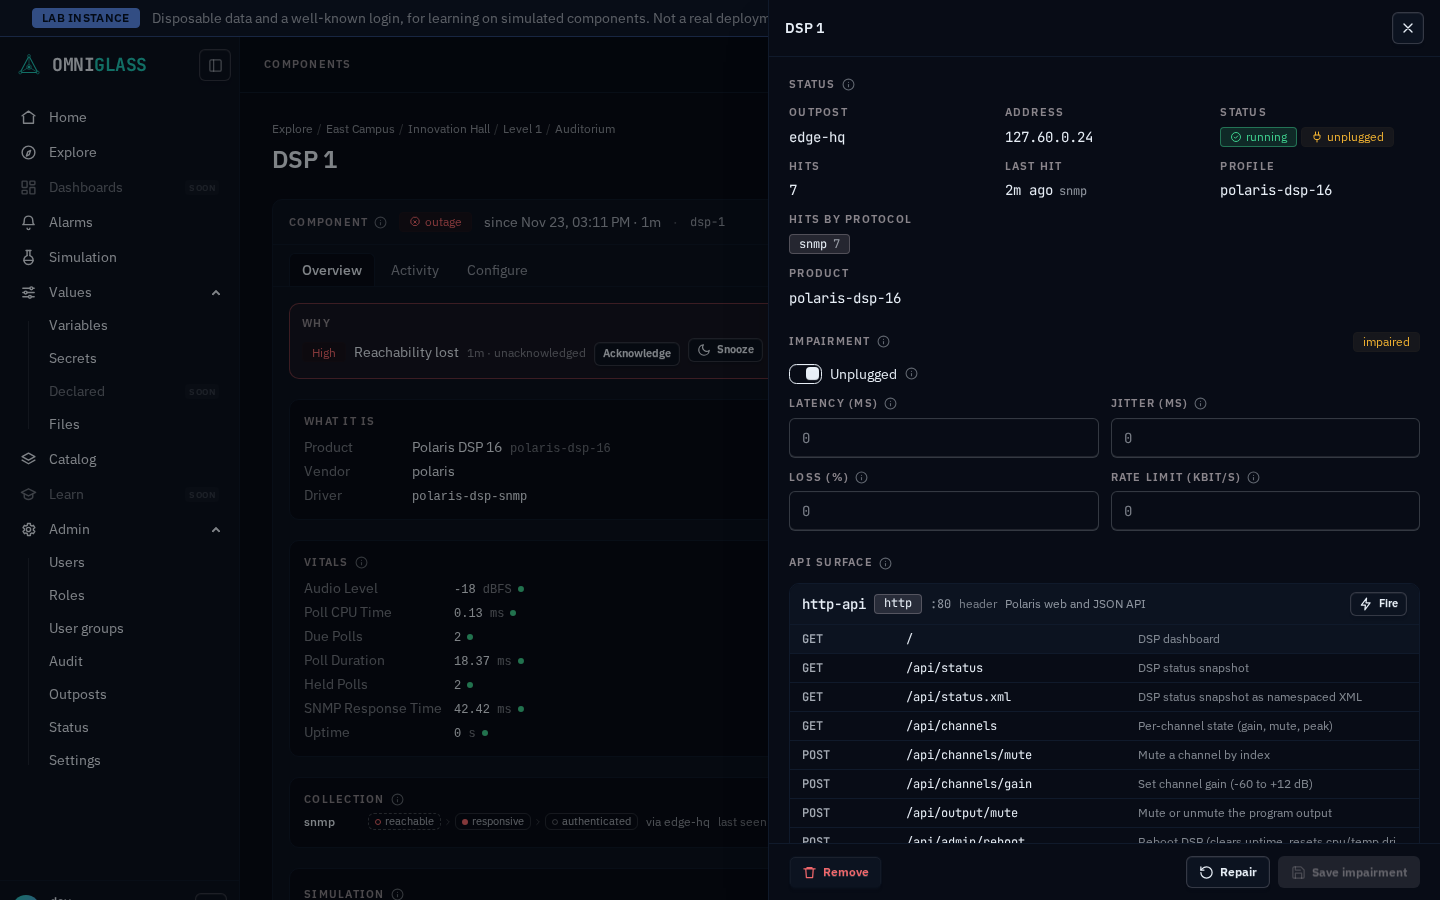 LAB INSTANCE Disposable data and a well-known login, for learning on simulated components. Not a real deploym
OMNIGLASS
Home
Explore
Dashboards SOON
Alarms
Simulation
Values
Variables
Secrets
Declared SOON
Files
Catalog
Learn SOON
Admin
Users
Roles
User groups
Audit
Outposts
Status
Settings
COMPONENTS
Explore / East Campus / Innovation Hall / Level 1 / Auditorium
DSP 1
COMPONENT outage since Nov 23, 03:11 PM · 1m · dsp-1
Overview Activity Configure
WHY
High Reachability lost 1m · unacknowledged Acknowledge Snooze
WHAT IT IS
Product Polaris DSP 16 polaris-dsp-16
Vendor polaris
Driver polaris-dsp-snmp
VITALS
Audio Level -18 dBFS
Poll CPU Time 0.13 ms
Due Polls 2
Poll Duration 18.37 ms
Held Polls 2
SNMP Response Time 42.42 ms
Uptime 0 s
COLLECTION
snmp reachable responsive authenticated via edge-hq last seen
SIMULATION
DSP 1
STATUS
OUTPOST ADDRESS STATUS
edge-hq 127.60.0.24 running unplugged
HITS LAST HIT PROFILE
7 2m ago snmp polaris-dsp-16
HITS BY PROTOCOL
snmp 7
PRODUCT
polaris-dsp-16
IMPAIRMENT impaired
Unplugged
LATENCY (MS) JITTER (MS)
0 0
LOSS (%) RATE LIMIT (KBIT/S)
0 0
API SURFACE
http-api http :80 header Polaris web and JSON API Fire
GET / DSP dashboard
GET /api/status DSP status snapshot
GET /api/status.xml DSP status snapshot as namespaced XML
GET /api/channels Per-channel state (gain, mute, peak)
POST /api/channels/mute Mute a channel by index
POST /api/channels/gain Set channel gain (-60 to +12 dB)
POST /api/output/mute Mute or unmute the program output
POST /api/admin/reboot Reboot DSP (clears uptime, resets cpu/temp dri
Remove Repair Save impairment